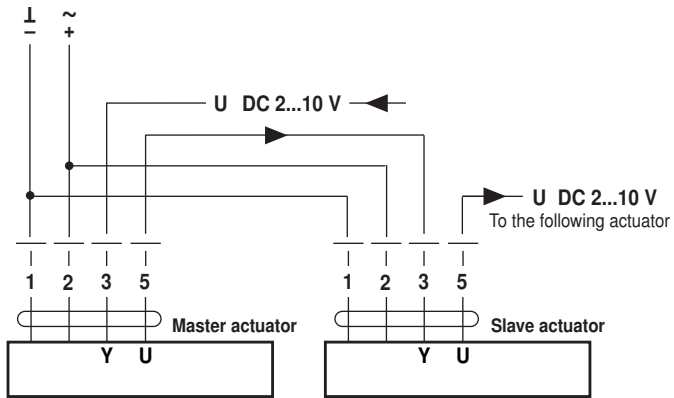 ⊥ ~
− +
U DC 2...10 V
U DC 2...10 V
To the following actuator
1 2 3 5 1 2 3 5
Master actuator Slave actuator
Y U Y U